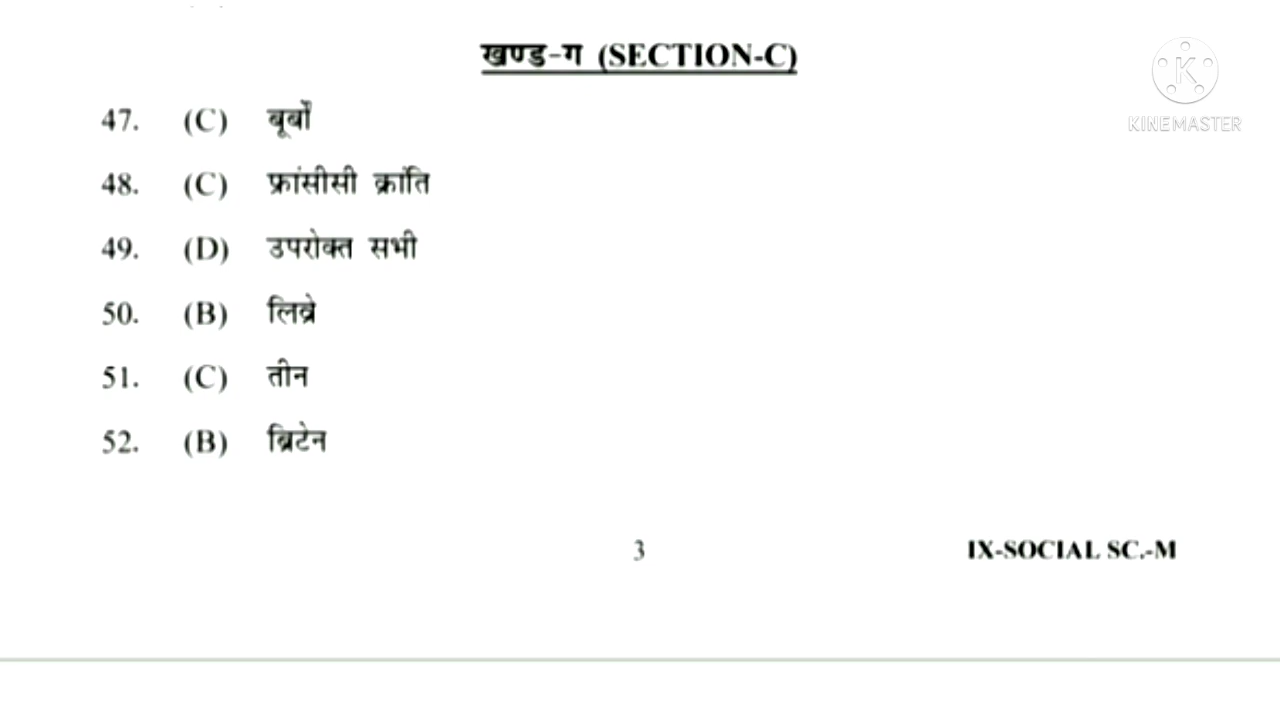 खण्ड-ग (SECTION-C)
KINEMASTER
47. (C) बूर्बों
48. (C) फ्रांसीसी क्रांति
49. (D) उपरोक्त सभी
50. (B) लिव्रे
51. (C) तीन
52. (B) ब्रिटेन
3 IX-SOCIAL SC.-M